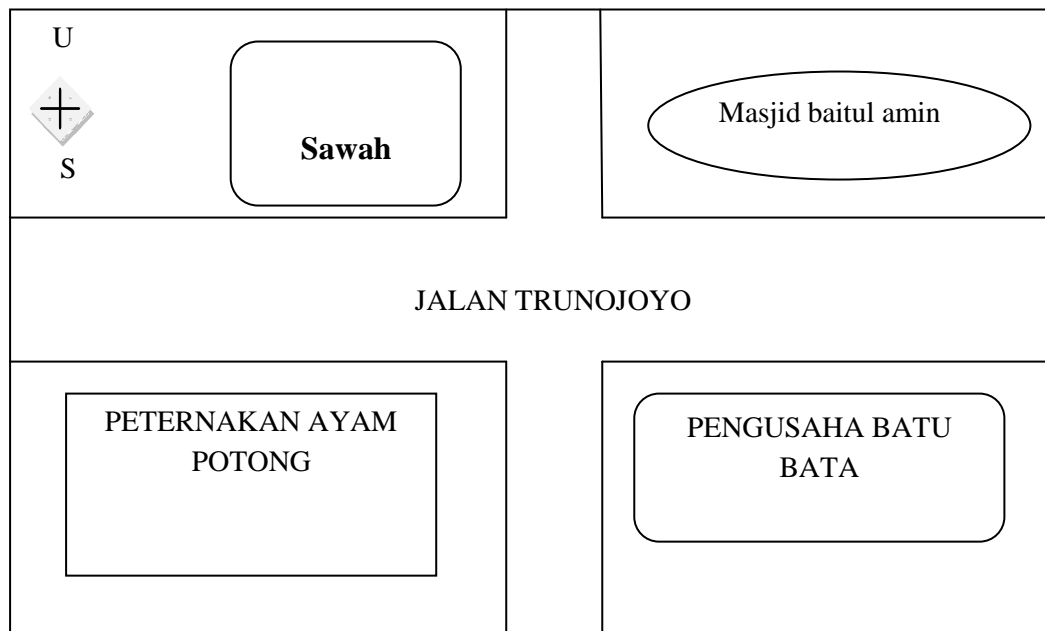 U
S
Sawah
Masjid baitul amin
JALAN TRUNOJOYO
PETERNAKAN AYAM
POTONG
PENGUSAHA BATU
BATA